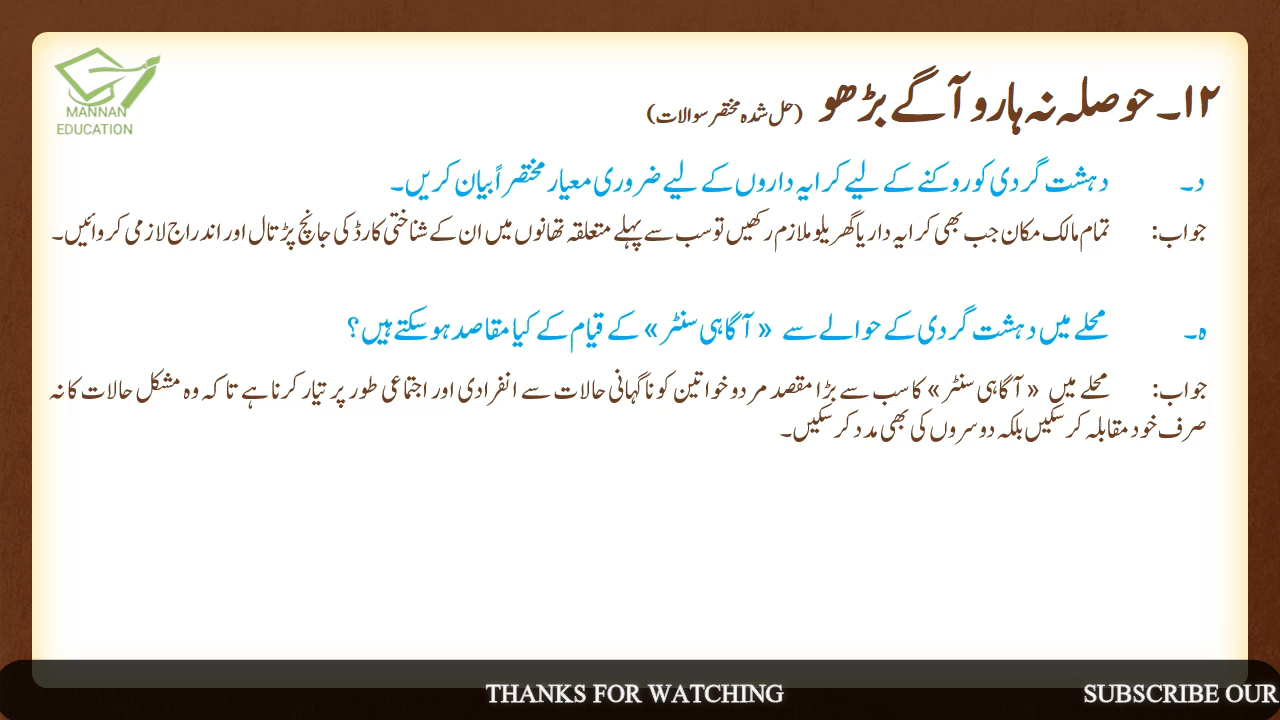 MANNAN
EDUCATION
۱۲۔ حوصلہ نہ ہارو آگے بڑھو (حل شدہ مختصر سوالات)
د۔ دہشت گردی کو روکنے کے لیے کرایہ داروں کے لیے ضروری معیار مختصراً بیان کریں۔
جواب: تمام مالک مکان جب بھی کرایہ دار یا گھریلو ملازم رکھیں تو سب سے پہلے متعلقہ تھانوں میں ان کے شناختی کارڈ کی جانچ پڑتال اور اندراج لازمی کروائیں۔
ہ۔ محلے میں دہشت گردی کے حوالے سے « آگاہی سنٹر » کے قیام کے کیا مقاصد ہو سکتے ہیں؟
جواب: محلے میں « آگاہی سنٹر » کا سب سے بڑا مقصد مرد و خواتین کو ناگہانی حالات سے انفرادی اور اجتماعی طور پر تیار کرنا ہے تاکہ وہ مشکل حالات کا نہ
صرف خود مقابلہ کر سکیں بلکہ دوسروں کی بھی مدد کر سکیں۔
THANKS FOR WATCHING SUBSCRIBE OUR